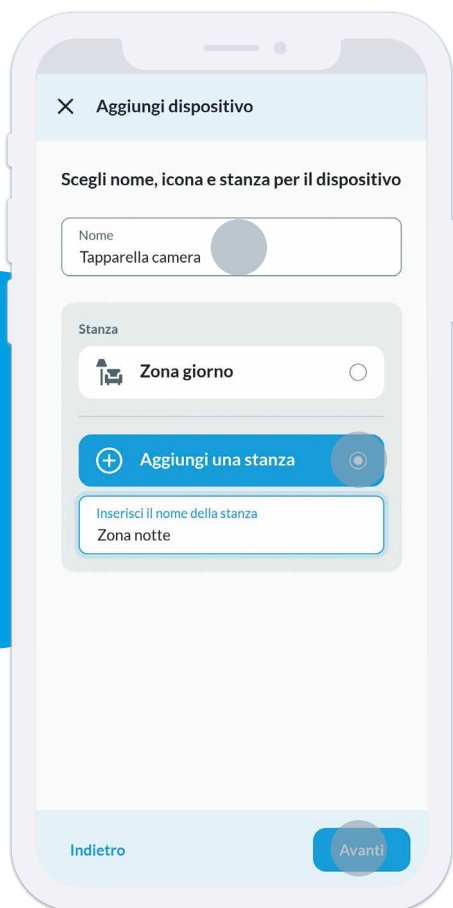 Aggiungi dispositivo
Scegli nome, icona e stanza per il dispositivo
Nome
Tapparella camera
Stanza
Zona giorno
Aggiungi una stanza
Inserisci il nome della stanza
Zona notte
Indietro
Avanti